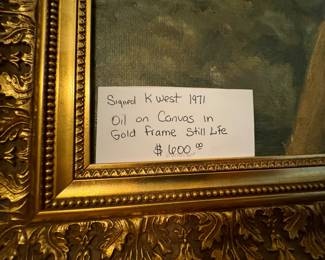 Signed K West 1971
Oil on Canvas in
Gold Frame Still Life
$600.00